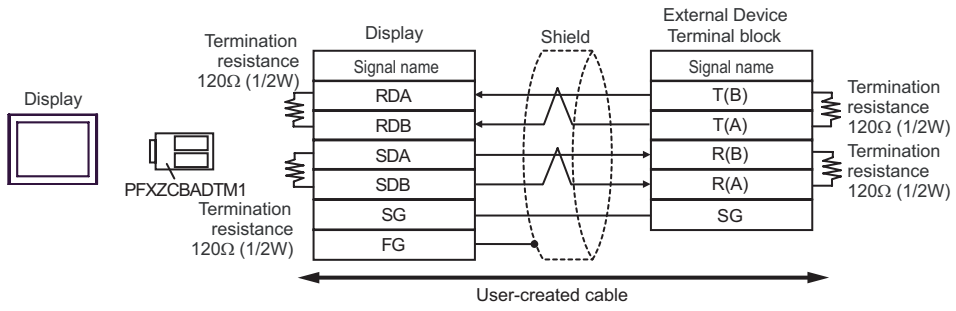 External Device
Terminal block
Display
Shield
Termination
resistance
120Ω (1/2W)
Signal name
Signal name
Display
RDA
T(B)
Termination
resistance
120Ω (1/2W)
RDB
T(A)
SDA
R(B)
Termination
resistance
120Ω (1/2W)
SDB
R(A)
PFXZCBADTM1
Termination
resistance
120Ω (1/2W)
SG
SG
FG
User-created cable